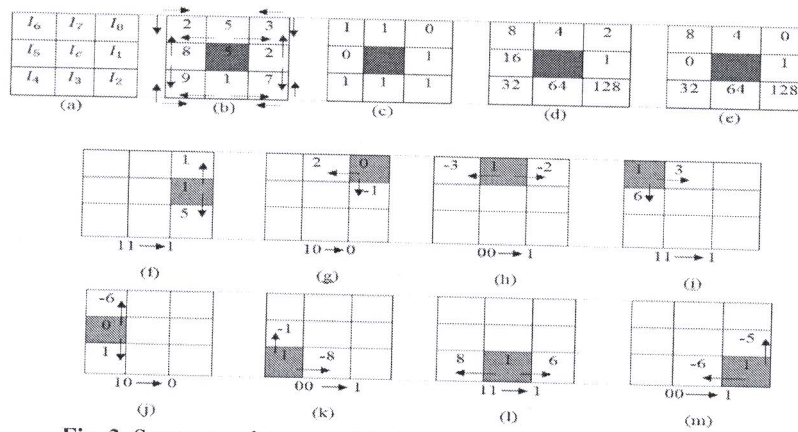 I6 I7 I8 2 5 3 1 1 0 8 4 2 8 4 0
I5 Ic I1 8 5 2 0 1 16 1 0 1
I4 I3 I2 9 1 7 1 1 1 32 64 128 32 64 128
(a) (b) (c) (d) (e)
1 2 0 -3 1 -2 1 3
1 -1 6
5
11 → 1 10 → 0 00 → 1 11 → 1
(f) (g) (h) (i)
-6 -1 -5
0 1 -8 8 1 6 -6 1
1
10 → 0 00 → 1 11 → 1 00 → 1
(j) (k) (l) (m)